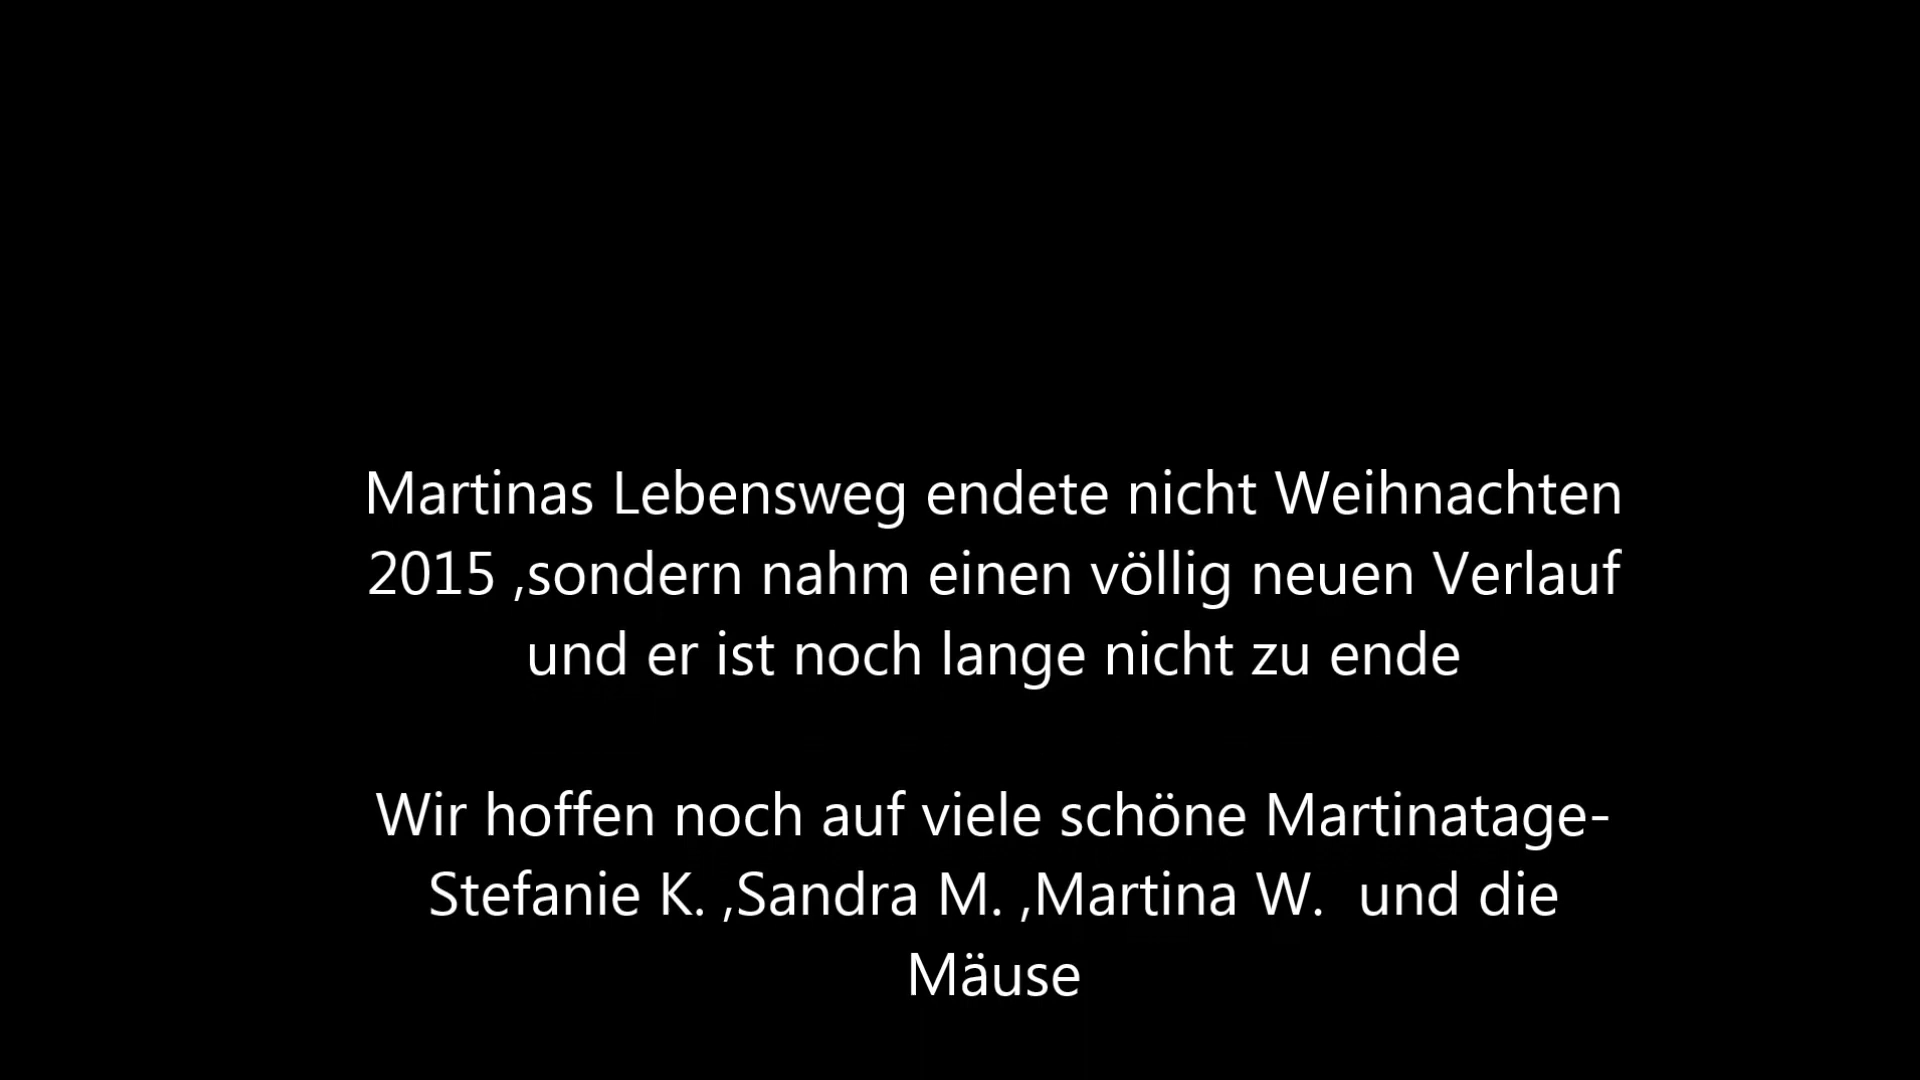 Martinas Lebensweg endete nicht Weihnachten
2015 ,sondern nahm einen völlig neuen Verlauf
und er ist noch lange nicht zu ende
Wir hoffen noch auf viele schöne Martinatage-
Stefanie K. ,Sandra M. ,Martina W.  und die
Mäuse